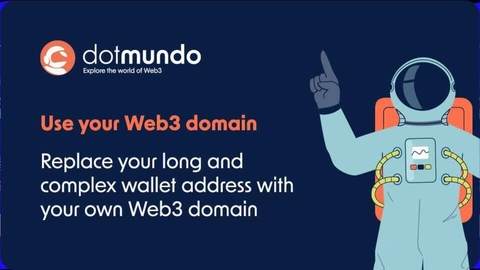 dotmundo
Explore the world of Web3
Use your Web3 domain
Replace your long and
complex wallet address with
your own Web3 domain